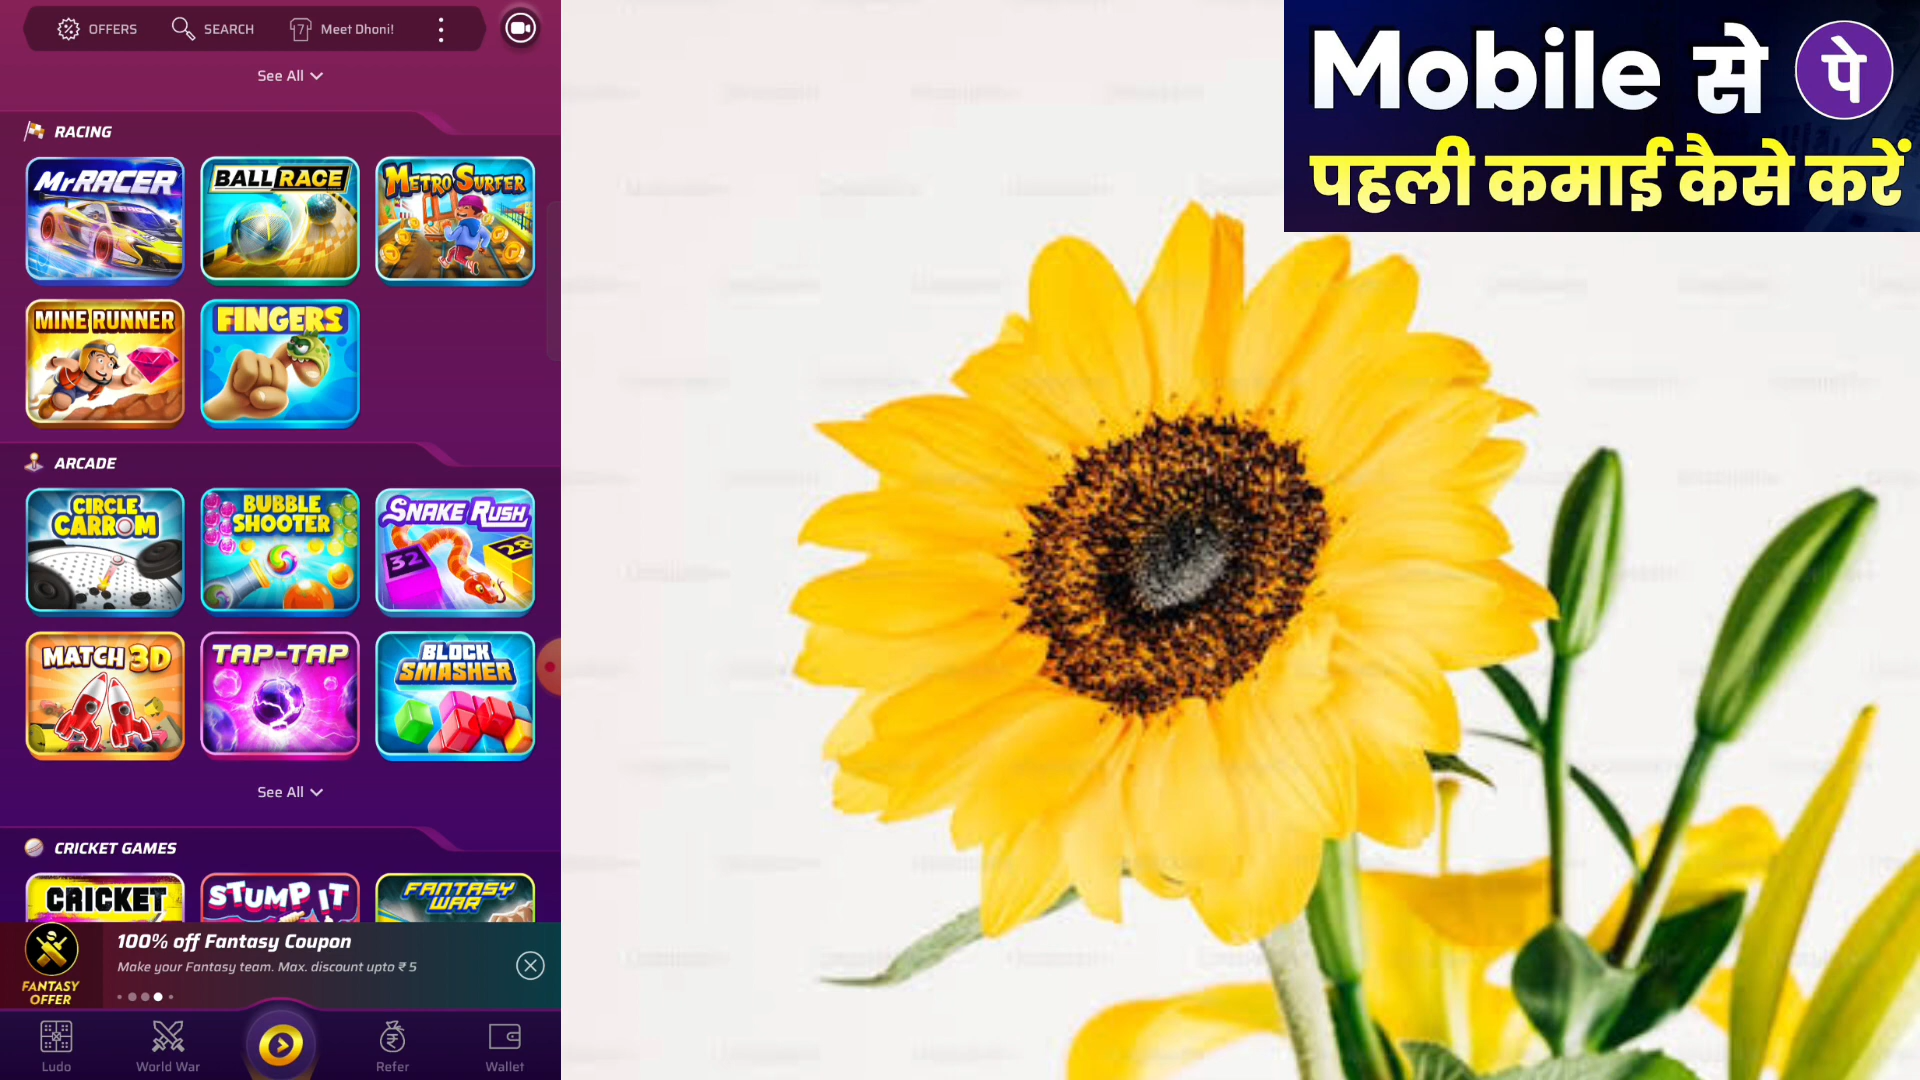 OFFERS
SEARCH
7
Meet Dhoni!
See All
RACING
MrRACER
BALL RACE
METRO SURFER
MINE RUNNER
FINGERS
ARCADE
CIRCLE CARROM
BUBBLE SHOOTER
SNAKE RUSH
32
28
MATCH 3D
TAP-TAP
BLOCK SMASHER
See All
CRICKET GAMES
CRICKET
STUMP IT
FANTASY WAR
100% off Fantasy Coupon
Make your Fantasy team. Max. discount upto ₹ 5
FANTASY OFFER
Ludo
World War
Refer
Wallet
Mobile से पे
पहली कमाई कैसे करें